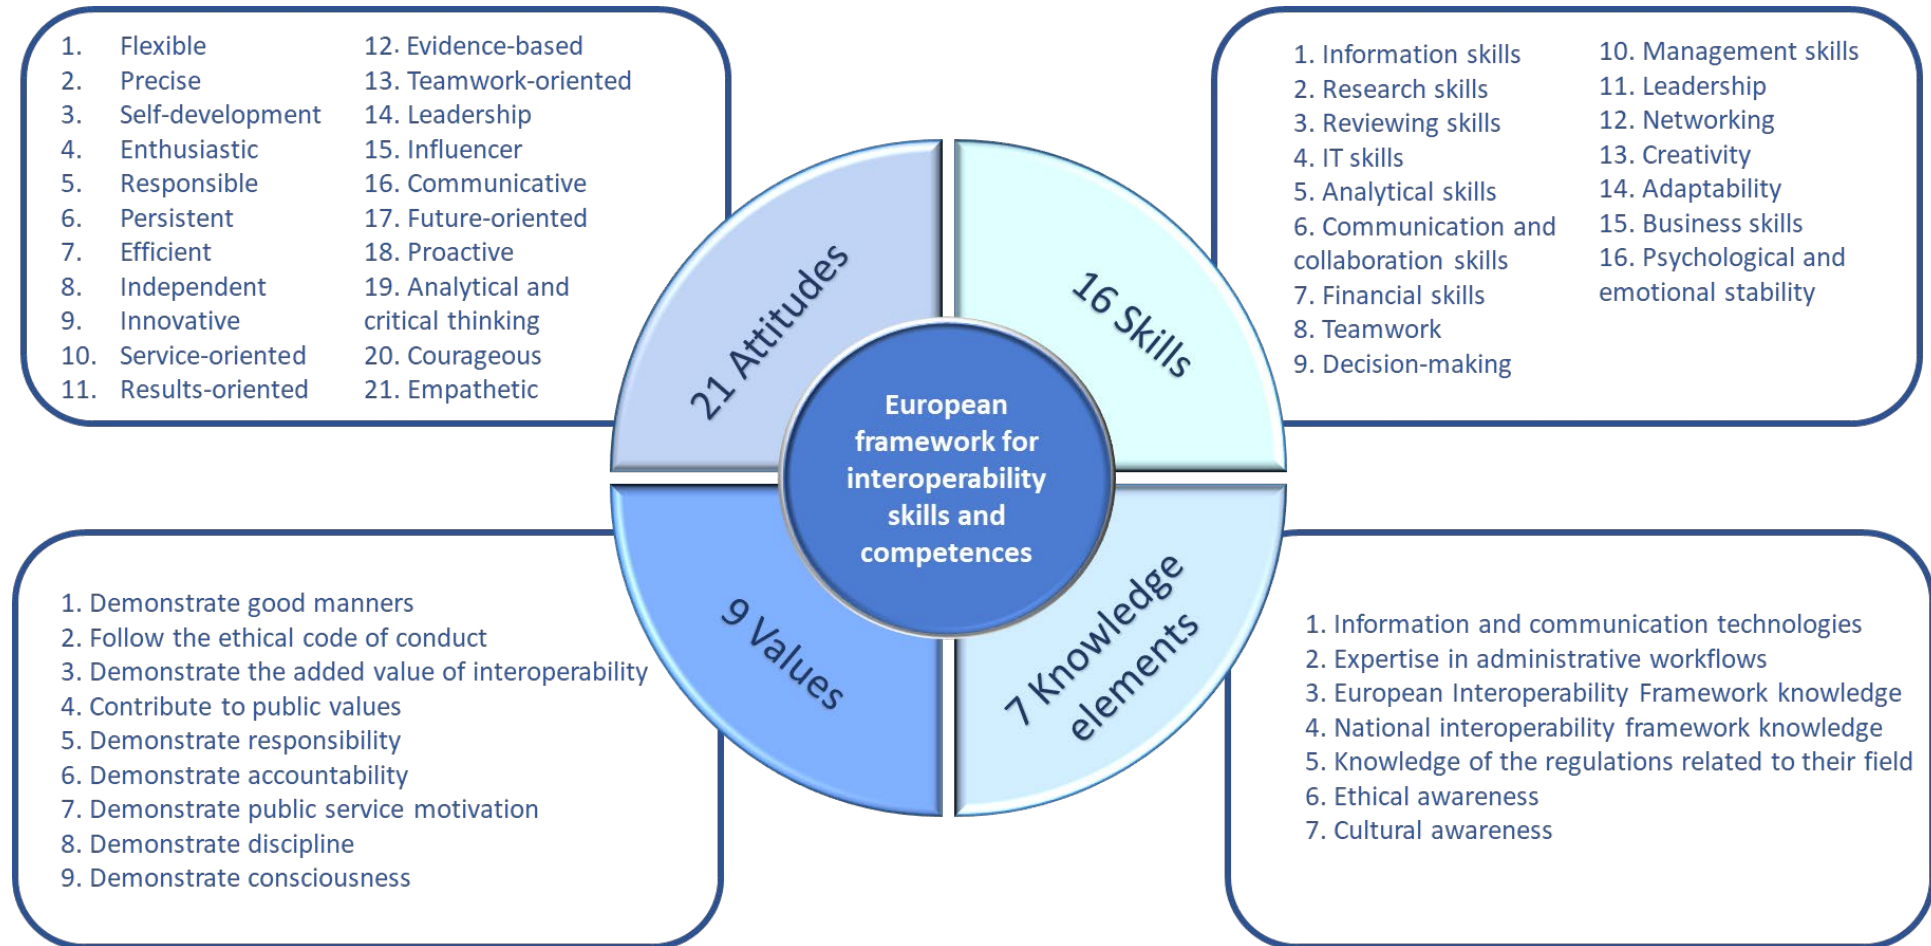 1. Flexible
2. Precise
3. Self-development
4. Enthusiastic
5. Responsible
6. Persistent
7. Efficient
8. Independent
9. Innovative
10. Service-oriented
11. Results-oriented
12. Evidence-based
13. Teamwork-oriented
14. Leadership
15. Influencer
16. Communicative
17. Future-oriented
18. Proactive
19. Analytical and
critical thinking
20. Courageous
21. Empathetic
1. Information skills
2. Research skills
3. Reviewing skills
4. IT skills
5. Analytical skills
6. Communication and
collaboration skills
7. Financial skills
8. Teamwork
9. Decision-making
10. Management skills
11. Leadership
12. Networking
13. Creativity
14. Adaptability
15. Business skills
16. Psychological and
emotional stability
21 Attitudes
16 Skills
European
framework for
interoperability
skills and
competences
9 Values
7 Knowledge
elements
1. Demonstrate good manners
2. Follow the ethical code of conduct
3. Demonstrate the added value of interoperability
4. Contribute to public values
5. Demonstrate responsibility
6. Demonstrate accountability
7. Demonstrate public service motivation
8. Demonstrate discipline
9. Demonstrate consciousness
1. Information and communication technologies
2. Expertise in administrative workflows
3. European Interoperability Framework knowledge
4. National interoperability framework knowledge
5. Knowledge of the regulations related to their field
6. Ethical awareness
7. Cultural awareness